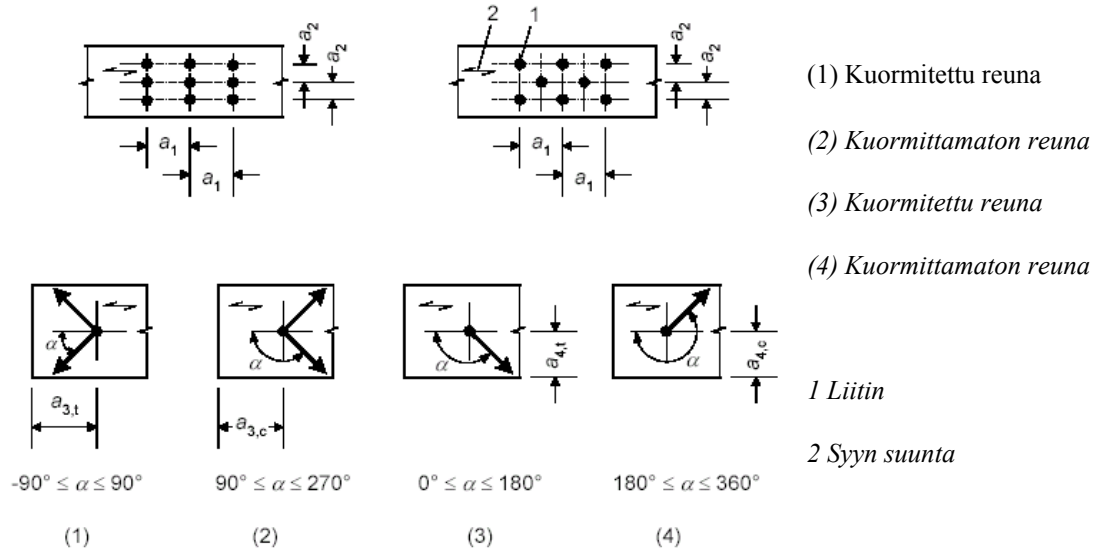 2 1
a2
a2
a2
a2
a1
a1
a1
a1
(1) Kuormitettu reuna
(2) Kuormittamaton reuna
(3) Kuormitettu reuna
(4) Kuormittamaton reuna
α
α
α
α
a4,t
a4,c
a3,t
a3,c
1 Liitin
2 Syyn suunta
-90° ≤ α ≤ 90° 90° ≤ α ≤ 270° 0° ≤ α ≤ 180° 180° ≤ α ≤ 360°
(1) (2) (3) (4)